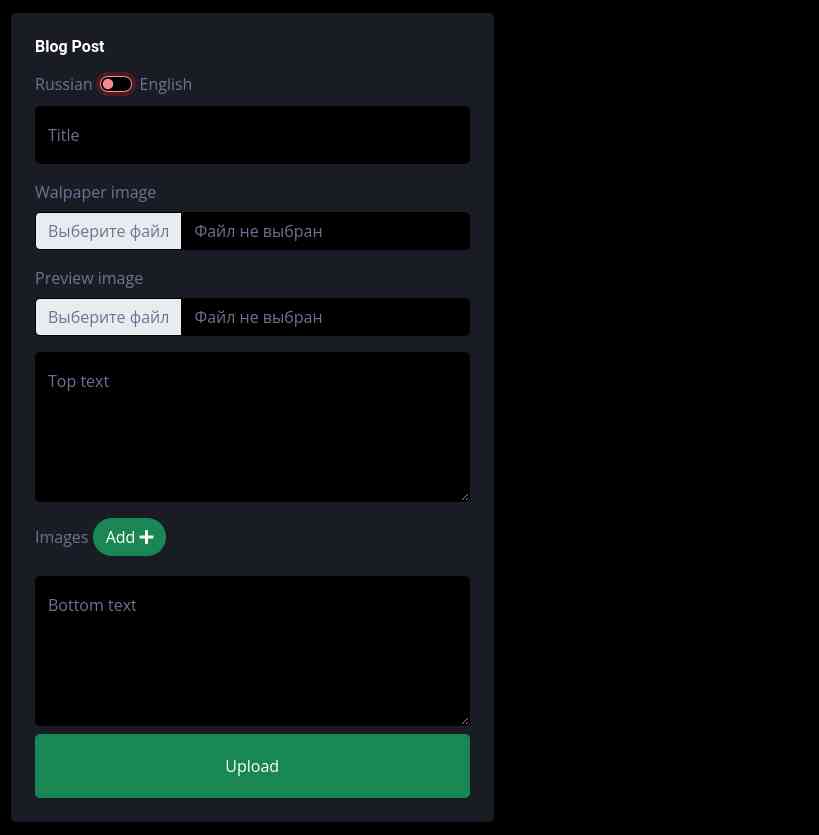 Blog Post
Russian English
Title
Walpaper image
Выберите файл Файл не выбран
Preview image
Выберите файл Файл не выбран
Top text
Images Add +
Bottom text
Upload